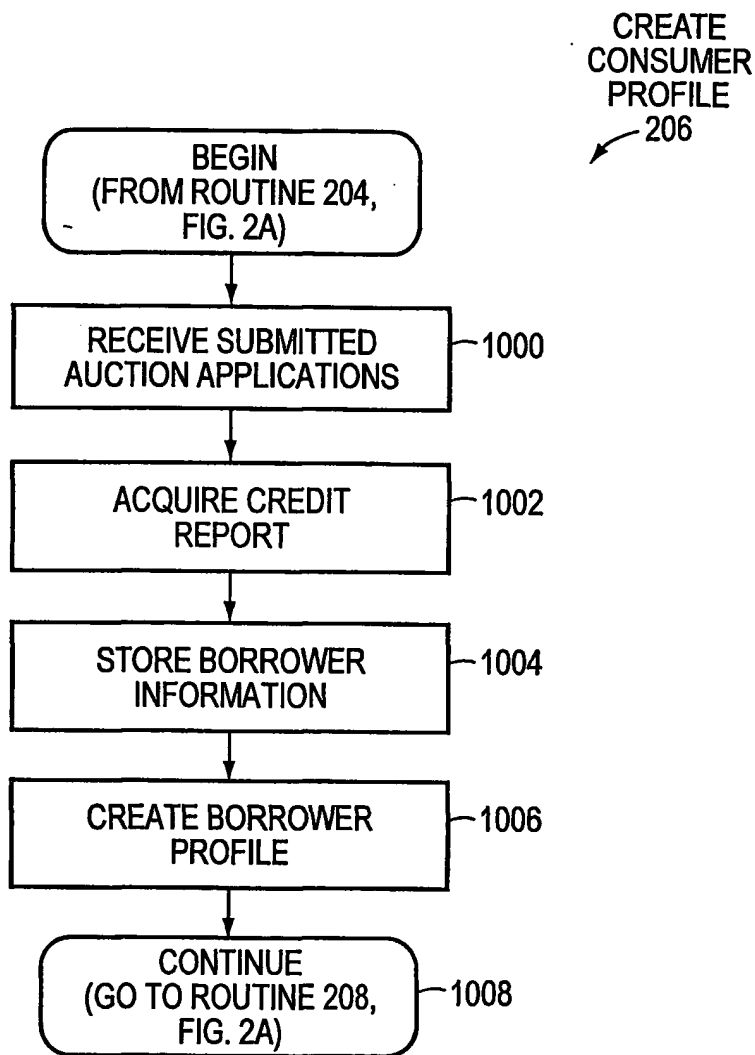 CREATE
CONSUMER
PROFILE
206
BEGIN
(FROM ROUTINE 204,
FIG. 2A)
RECEIVE SUBMITTED
AUCTION APPLICATIONS
1000
ACQUIRE CREDIT
REPORT
1002
STORE BORROWER
INFORMATION
1004
CREATE BORROWER
PROFILE
1006
CONTINUE
(GO TO ROUTINE 208,
FIG. 2A)
1008